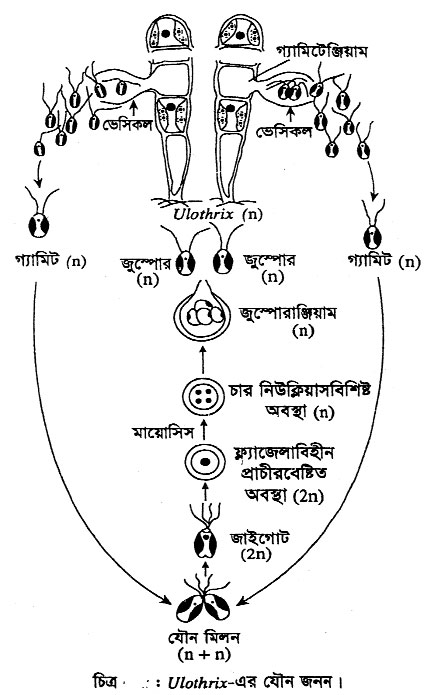 গ্যামিটেঞ্জিয়াম
ভেসিকল
ভেসিকল
Ulothrix (n)
গ্যামিট (n)
জুস্পোর
(n)
জুস্পোর
(n)
গ্যামিট (n)
জুস্পোরাঞ্জিয়াম
(n)
চার নিউক্লিয়াসবিশিষ্ট
অবস্থা (n)
মায়োসিস
ফ্ল্যাজেলাবিহীন
প্রাচীরবেষ্টিত
অবস্থা (2n)
জাইগোট
(2n)
যৌন মিলন
(n + n)
চিত্র : Ulothrix-এর যৌন জনন।